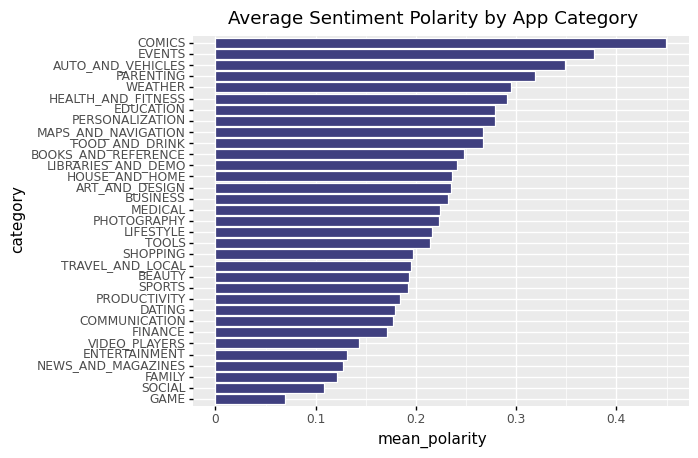 Average Sentiment Polarity by App Category
COMICS
EVENTS
AUTO_AND_VEHICLES
PARENTING
WEATHER
HEALTH_AND_FITNESS
EDUCATION
PERSONALIZATION
MAPS_AND_NAVIGATION
FOOD_AND_DRINK
BOOKS_AND_REFERENCE
LIBRARIES_AND_DEMO
HOUSE_AND_HOME
ART_AND_DESIGN
BUSINESS
MEDICAL
PHOTOGRAPHY
LIFESTYLE
TOOLS
SHOPPING
TRAVEL_AND_LOCAL
BEAUTY
SPORTS
PRODUCTIVITY
DATING
COMMUNICATION
FINANCE
VIDEO_PLAYERS
ENTERTAINMENT
NEWS_AND_MAGAZINES
FAMILY
SOCIAL
GAME
category
0 0.1 0.2 0.3 0.4
mean_polarity